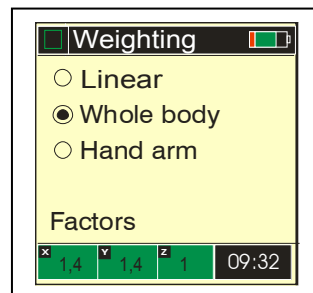 Weighting
Linear
Whole body
Hand arm
Factors
X 1,4 Y 1,4 Z 1 09:32